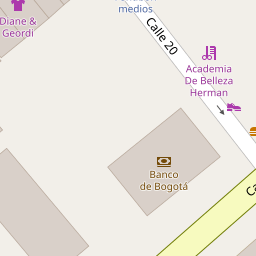 Diane &
Geordi
medios
Calle 20
Academia
De Belleza
Herman
Banco
de Bogotá